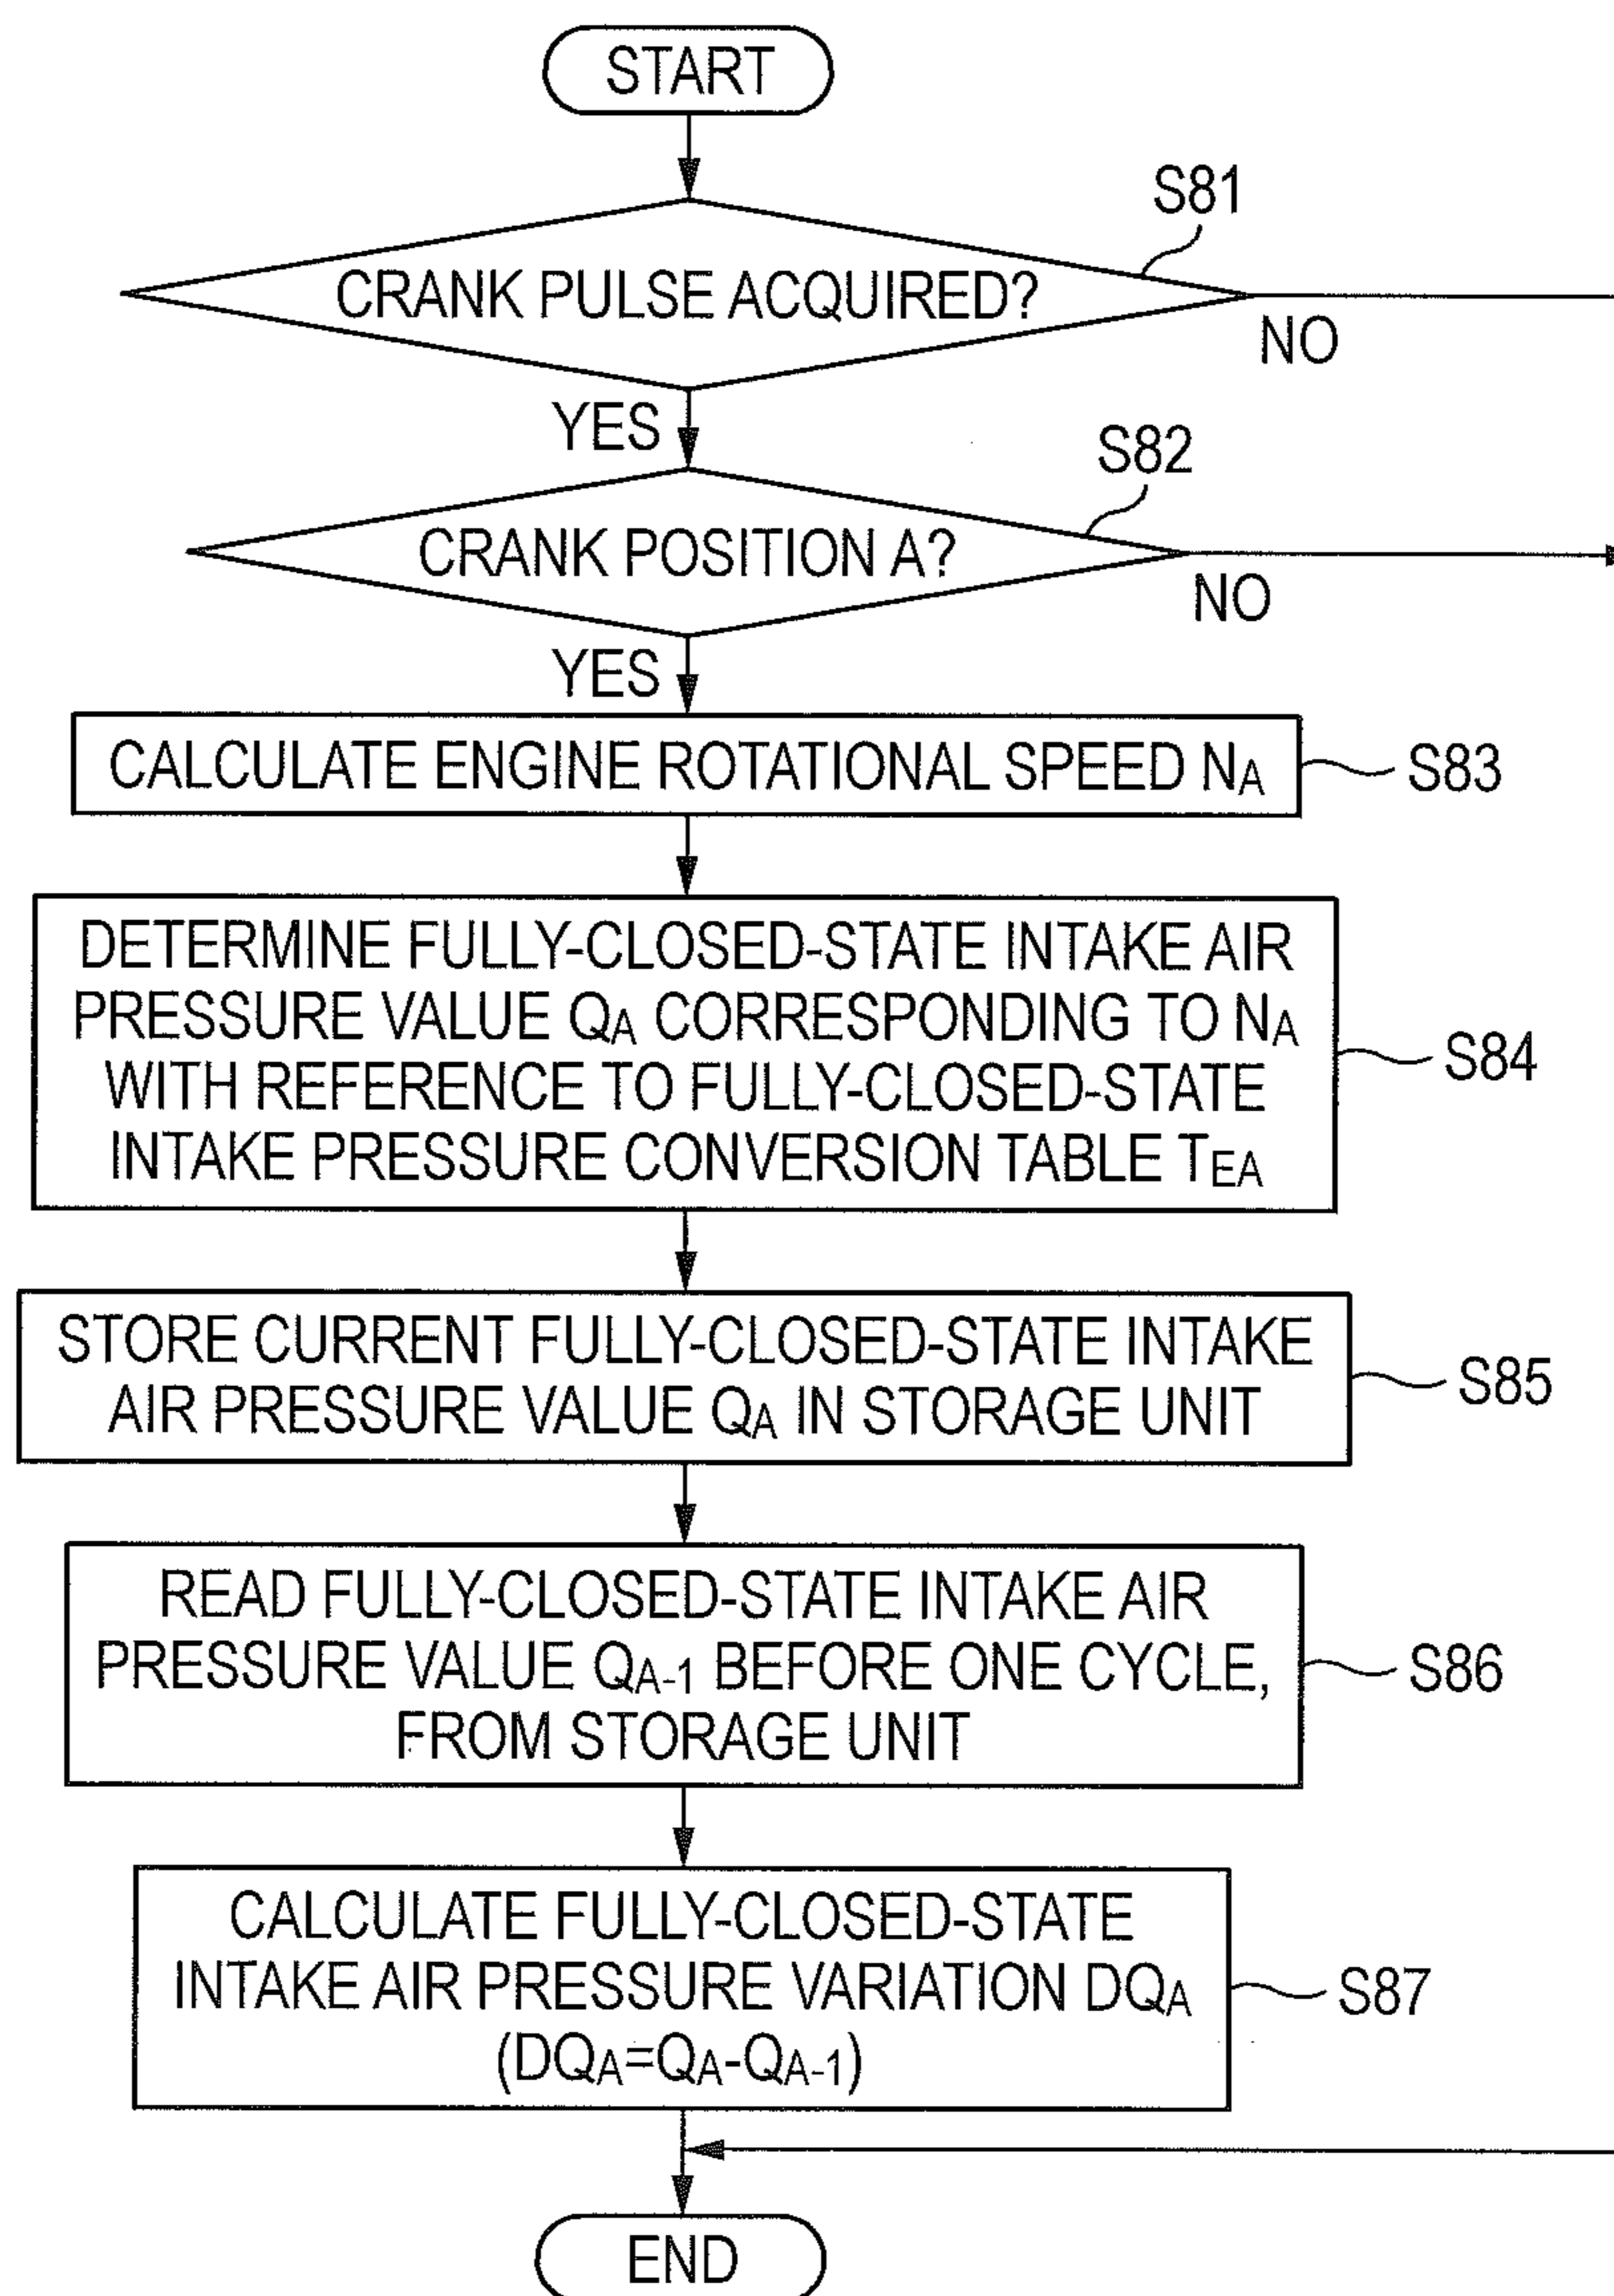 START
S81
CRANK PULSE ACQUIRED?
NO
YES
S82
CRANK POSITION A?
NO
YES
CALCULATE ENGINE ROTATIONAL SPEED NA
S83
DETERMINE FULLY-CLOSED-STATE INTAKE AIR
PRESSURE VALUE QA CORRESPONDING TO NA
WITH REFERENCE TO FULLY-CLOSED-STATE
INTAKE PRESSURE CONVERSION TABLE TEA
S84
STORE CURRENT FULLY-CLOSED-STATE INTAKE
AIR PRESSURE VALUE QA IN STORAGE UNIT
S85
READ FULLY-CLOSED-STATE INTAKE AIR
PRESSURE VALUE QA-1 BEFORE ONE CYCLE,
FROM STORAGE UNIT
S86
CALCULATE FULLY-CLOSED-STATE
INTAKE AIR PRESSURE VARIATION DQA
(DQA=QA-QA-1)
S87
END